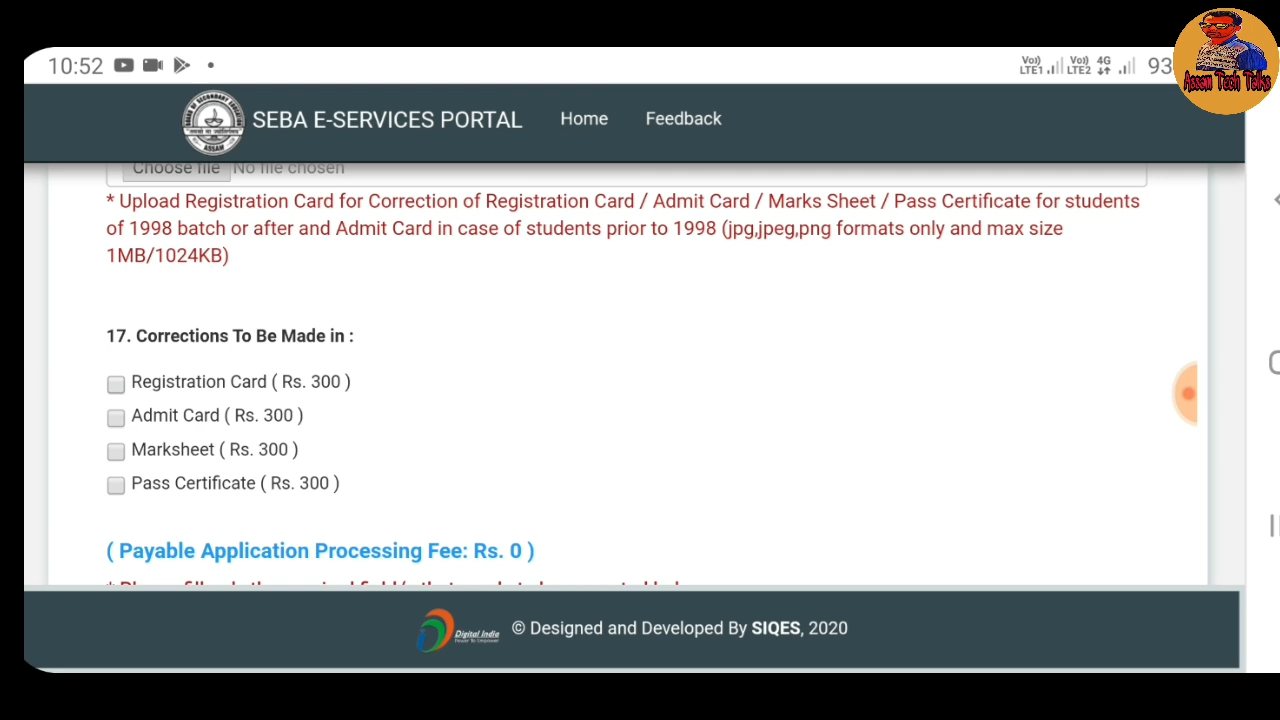 10:52
Vo) LTE1 Vo) LTE2 4G 93
Assam Tech Talks
SEBA E-SERVICES PORTAL Home Feedback
Choose file No file chosen
* Upload Registration Card for Correction of Registration Card / Admit Card / Marks Sheet / Pass Certificate for students
of 1998 batch or after and Admit Card in case of students prior to 1998 (jpg,jpeg,png formats only and max size
1MB/1024KB)
17. Corrections To Be Made in :
Registration Card ( Rs. 300 )
Admit Card ( Rs. 300 )
Marksheet ( Rs. 300 )
Pass Certificate ( Rs. 300 )
( Payable Application Processing Fee: Rs. 0 )
Digital India
Power To Empower
© Designed and Developed By SIQES, 2020